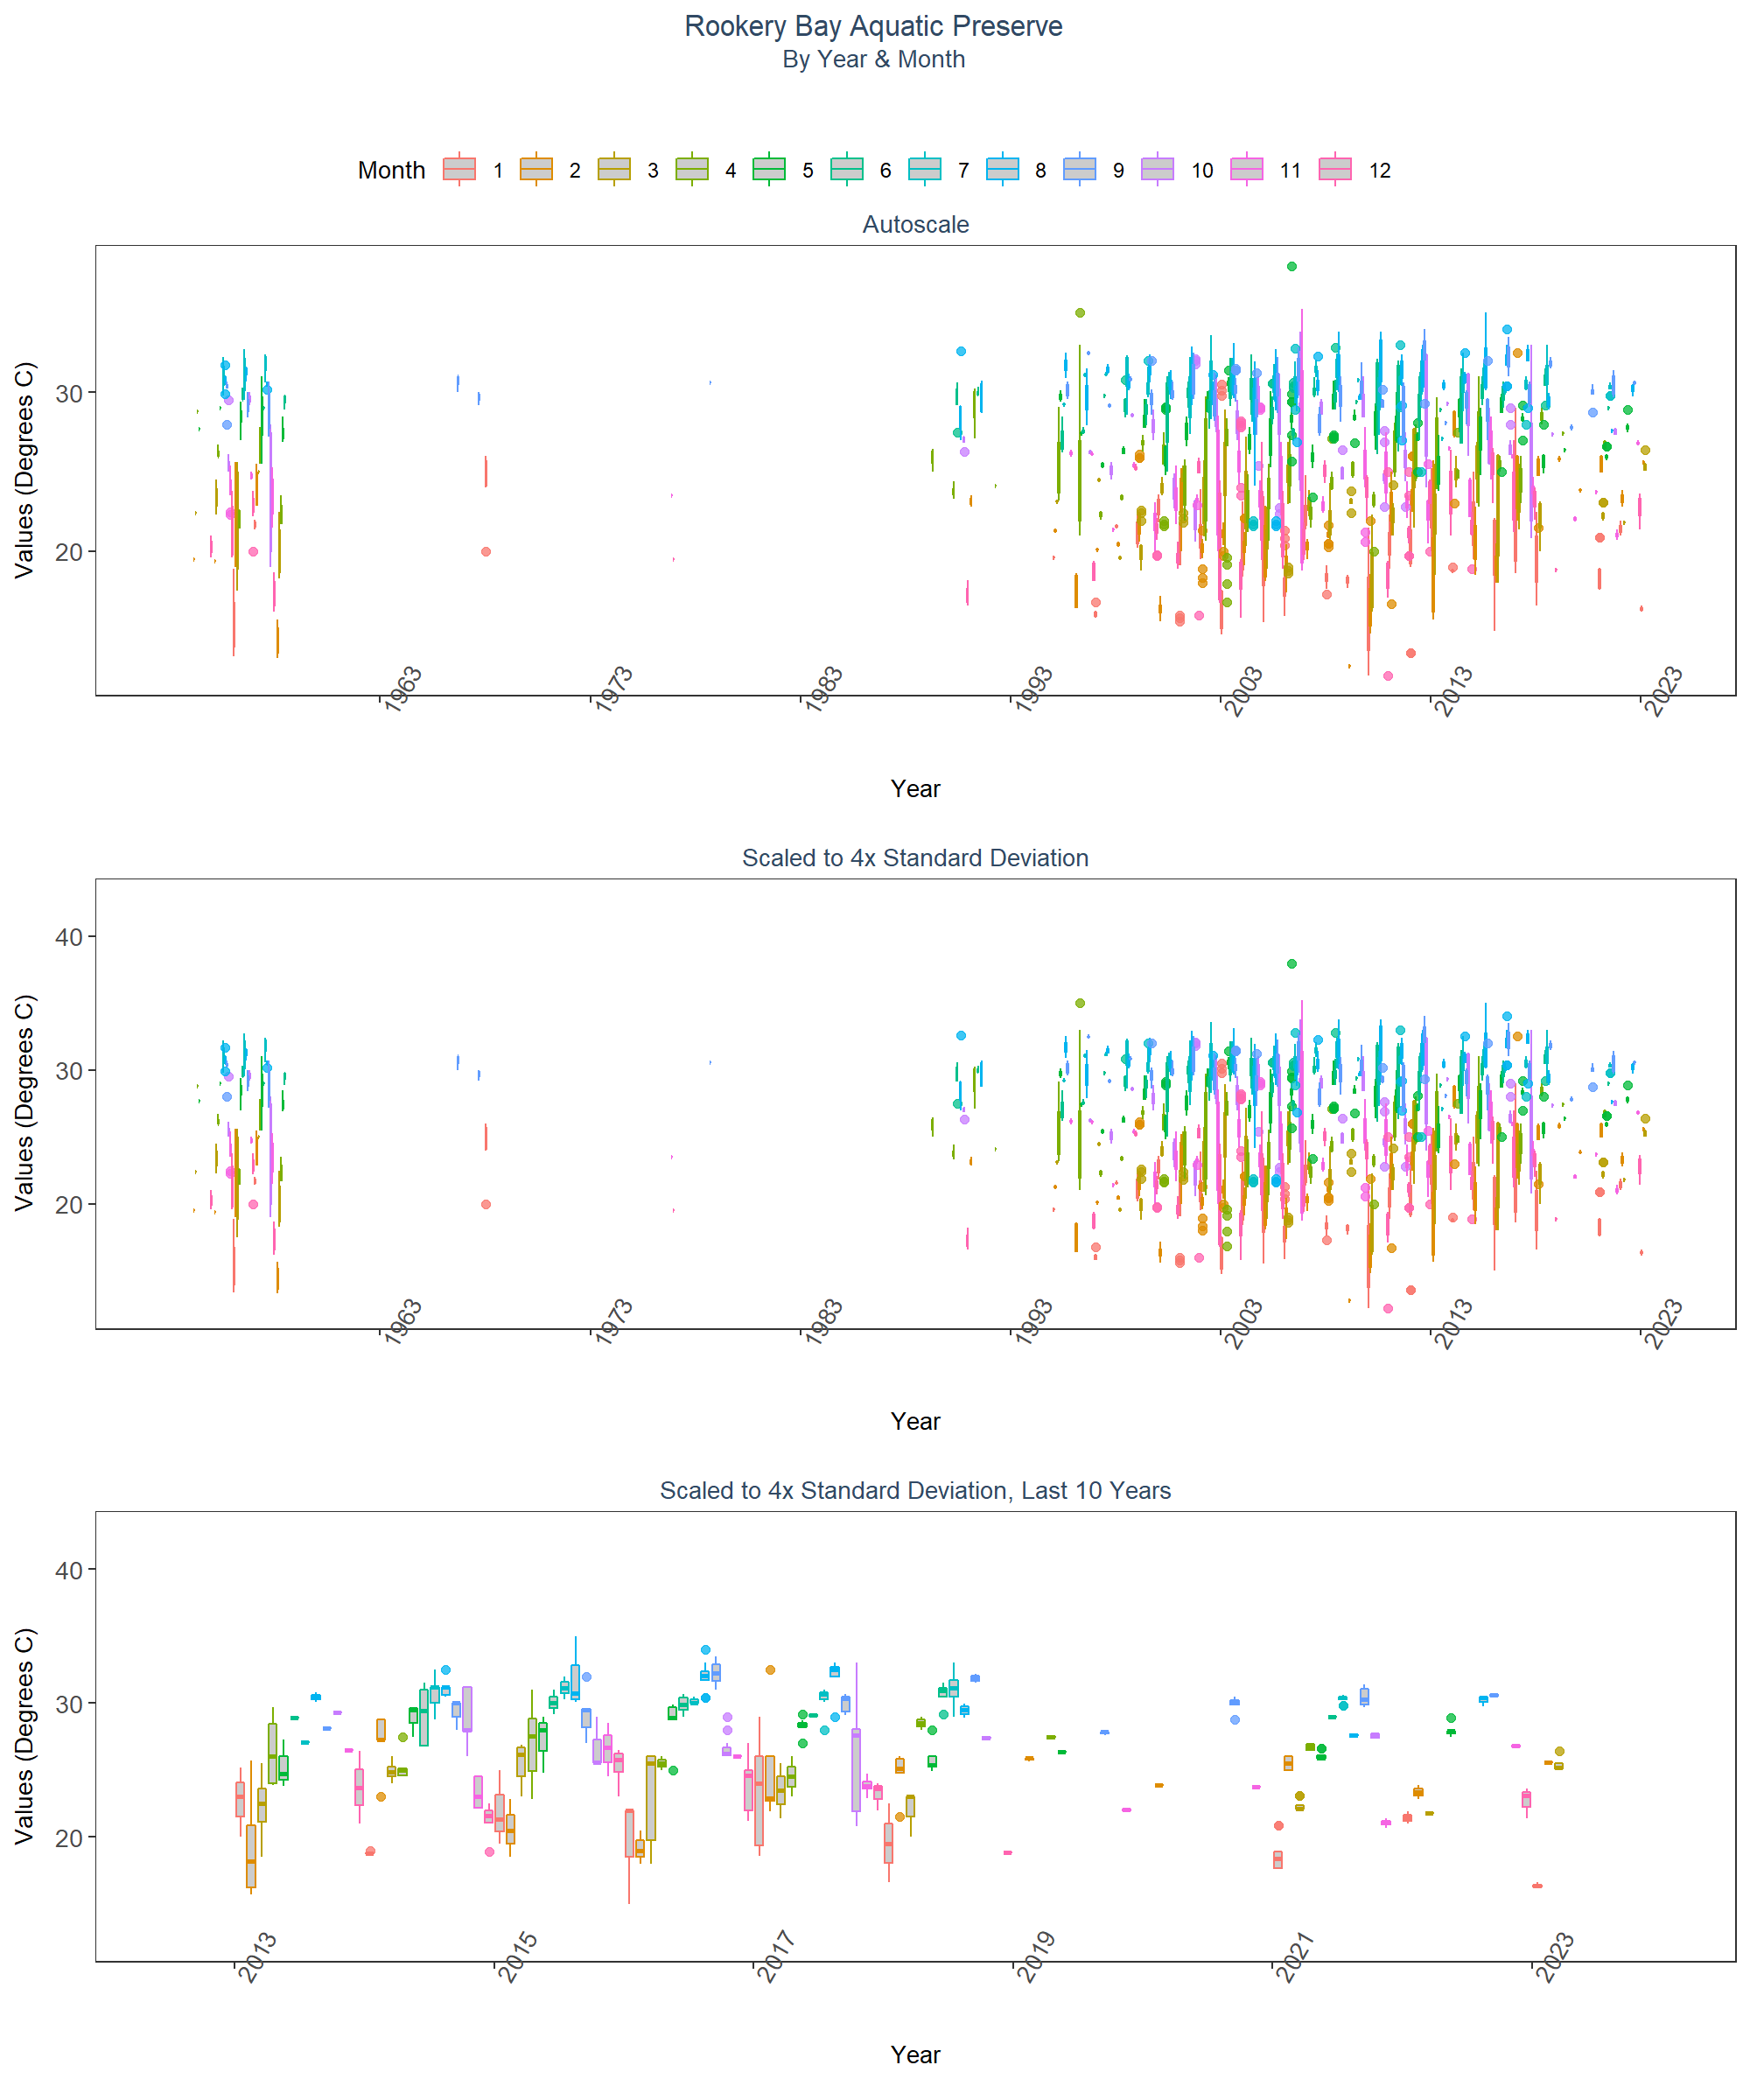 Rookery Bay Aquatic Preserve
By Year & Month
Month 1 2 3 4 5 6 7 8 9 10 11 12
Autoscale
Values (Degrees C)
30
20
1963 1973 1983 1993 2003 2013 2023
Year
Scaled to 4x Standard Deviation
Values (Degrees C)
40
30
20
1963 1973 1983 1993 2003 2013 2023
Year
Scaled to 4x Standard Deviation, Last 10 Years
Values (Degrees C)
40
30
20
2013 2015 2017 2019 2021 2023
Year